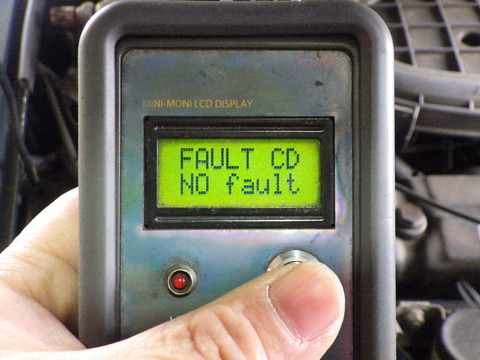 MINI-MONI LCD DISPLAY
FAULT CD
NO fault